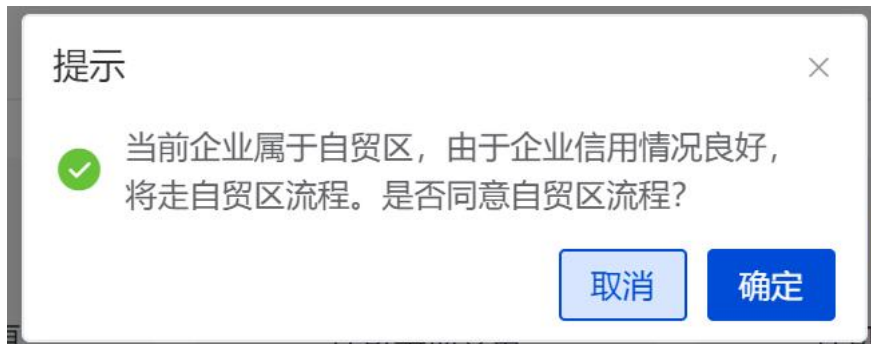 提示
当前企业属于自贸区，由于企业信用情况良好，
将走自贸区流程。是否同意自贸区流程？
取消
确定